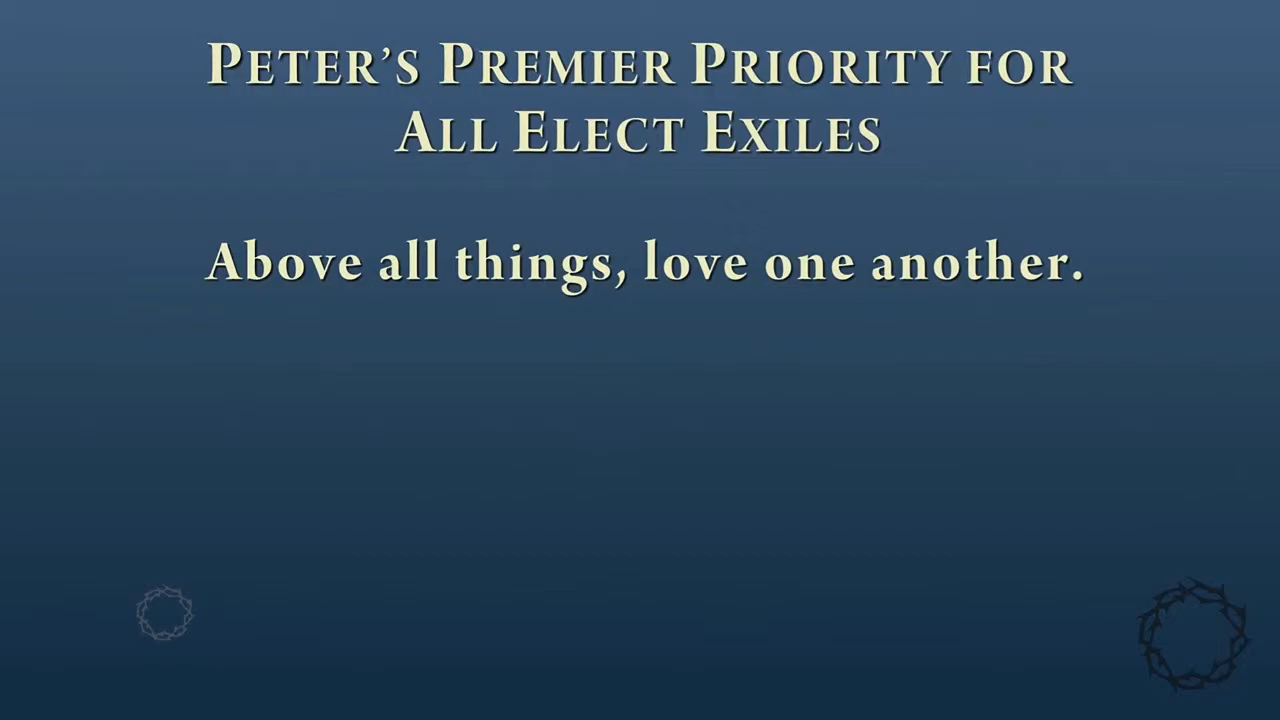 Peter's Premier Priority for
All Elect Exiles
Above all things, love one another.